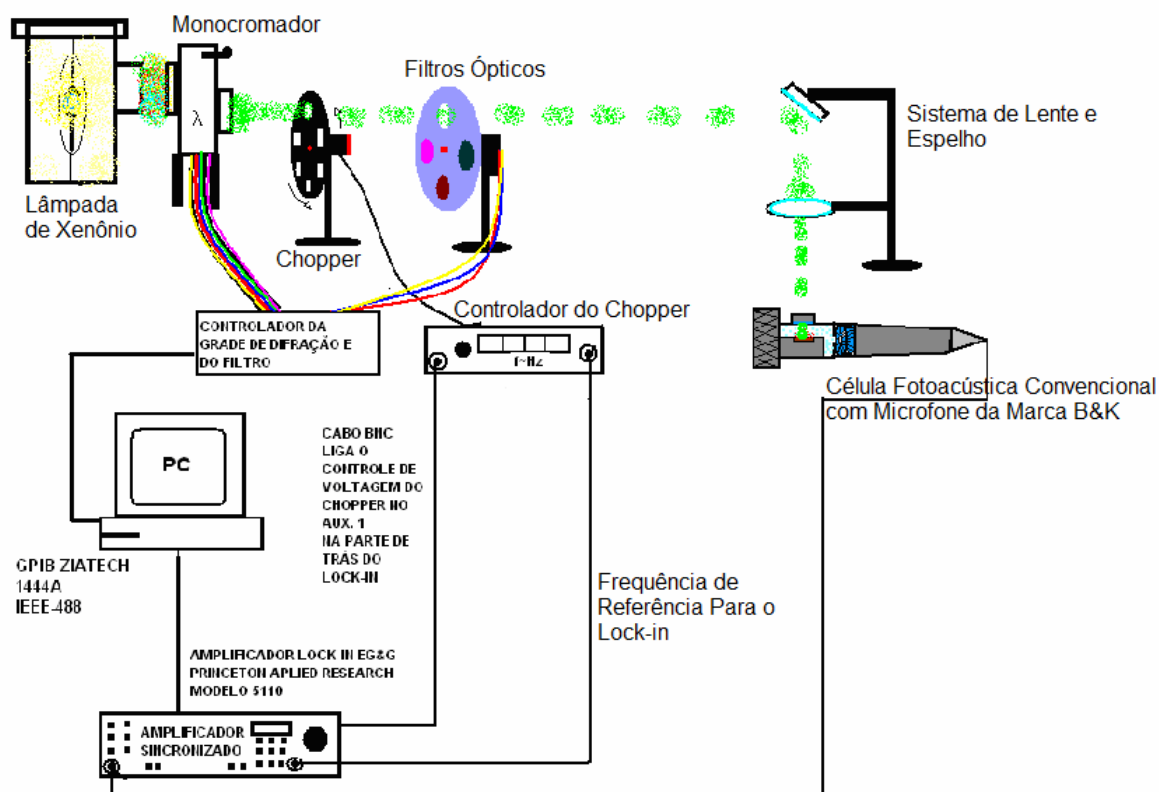 Monocromador
Filtros Ópticos
λ
Sistema de Lente e
Espelho
Lâmpada
de Xenônio
Chopper
Controlador do Chopper
CONTROLADOR DA
GRADE DE DIFRAÇÃO E
DO FILTRO
f~Hz
Célula Fotoacústica Convencional
com Microfone da Marca B&K
PC
CABO BNC
LIGA O
CONTROLE DE
VOLTAGEM DO
CHOPPER NO
AUX. 1
NA PARTE DE
TRÁS DO
LOCK-IN
GPIB ZIATECH
1444A
IEEE-488
Frequência de
Referência Para o
Lock-in
AMPLIFICADOR LOCK IN EG&G
PRINCETON APLIED RESEARCH
MODELO 5110
AMPLIFICADOR
SINCRONIZADO